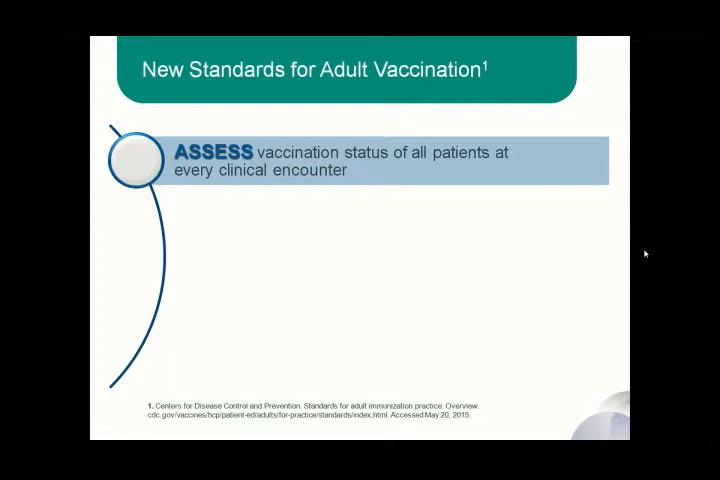 New Standards for Adult Vaccination1
ASSESS vaccination status of all patients at
every clinical encounter
1. Centers for Disease Control and Prevention. Standards for adult immunization practice: Overview.
cdc.gov/vaccines/hcp/patient-ed/adults/for-practice/standards/index.html. Accessed May 20, 2015.